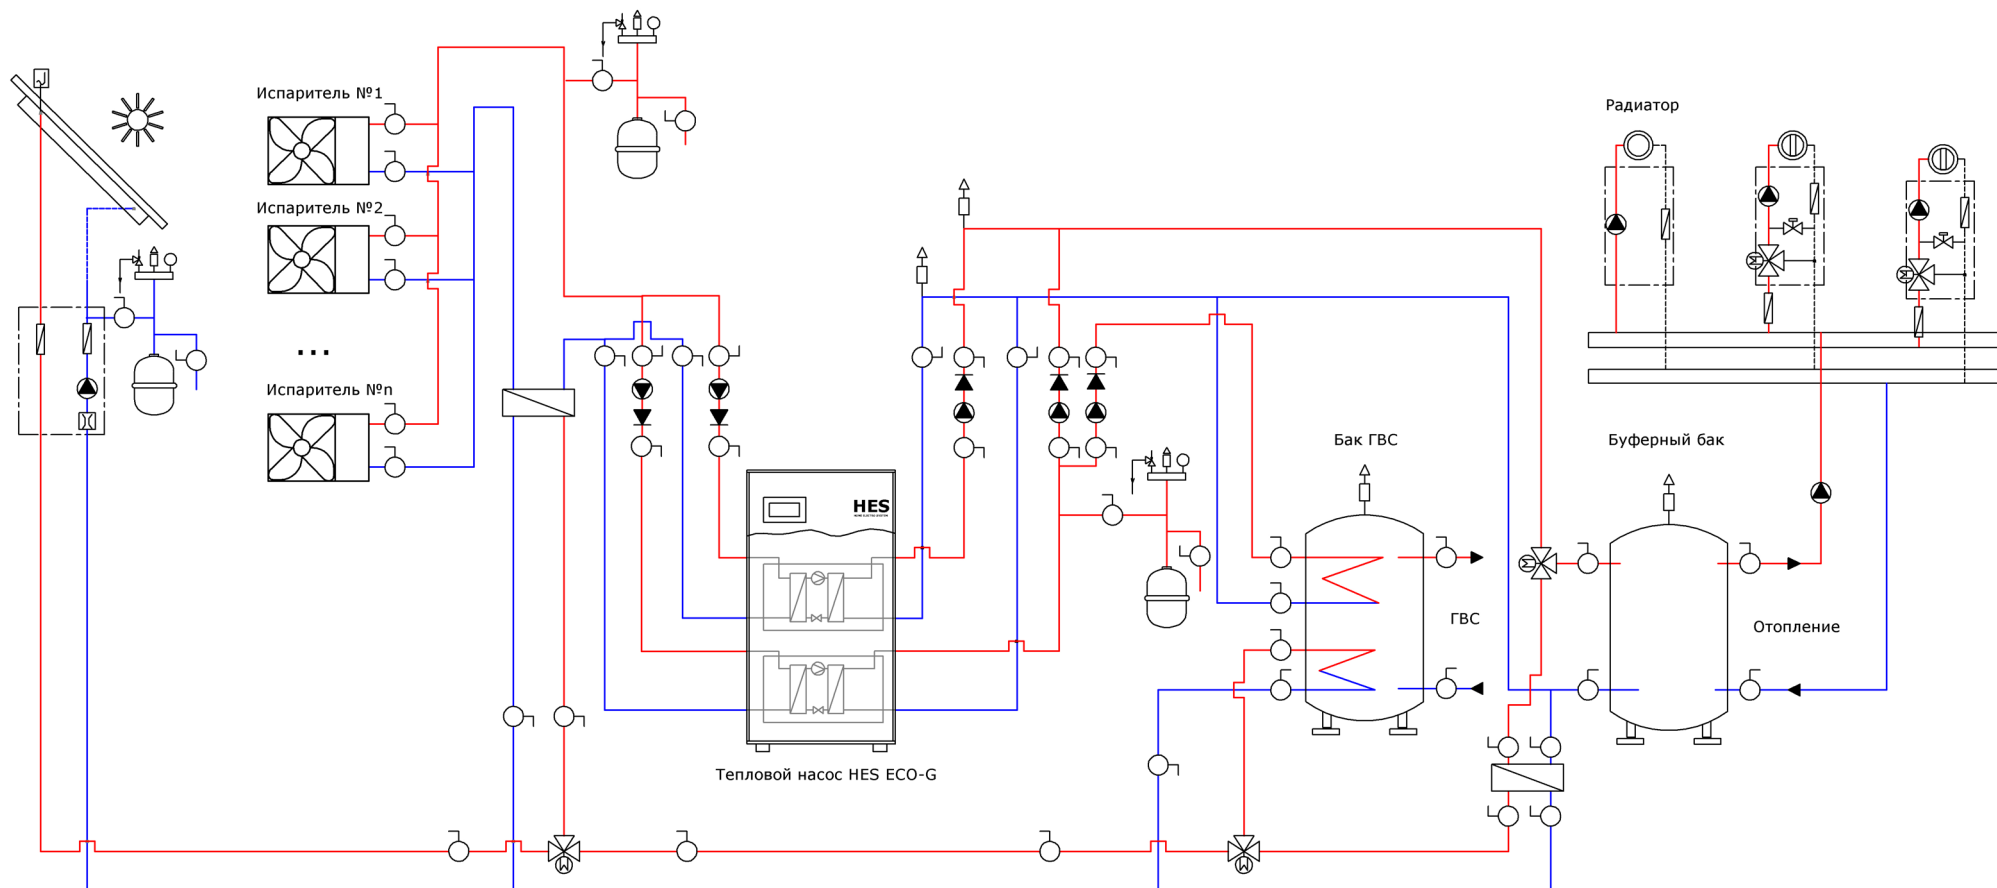 Испаритель №1
Испаритель №2
...
Испаритель №n
Радиатор
HES
Бак ГВС
Буферный бак
ГВС
Отопление
Тепловой насос HES ECO-G